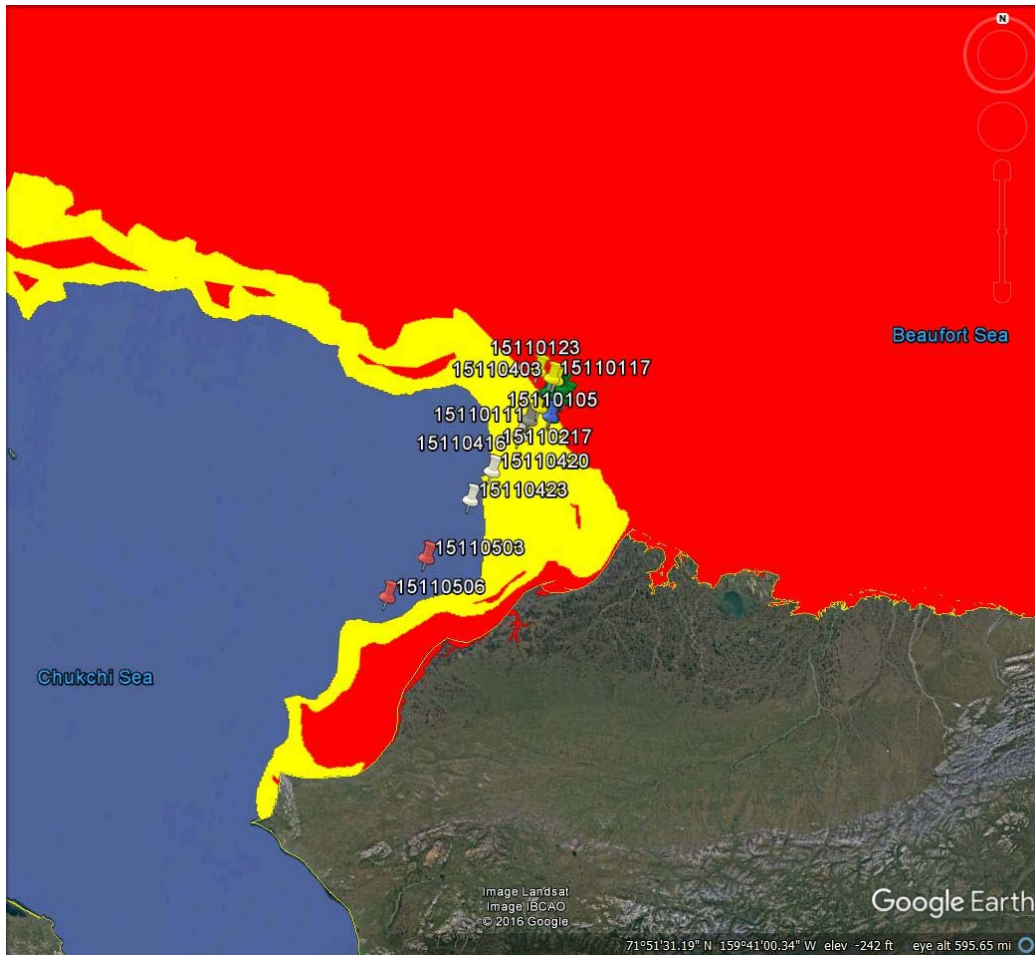 N
Beaufort Sea
15110123
15110403
15110117
15110105
15110111
15110217
15110416
15110420
15110423
15110503
15110506
Chukchi Sea
Image Landsat
Image IBCAO
© 2016 Google
Google Earth
71°51'31.19" N 159°41'00.34" W elev -242 ft eye alt 595.65 mi